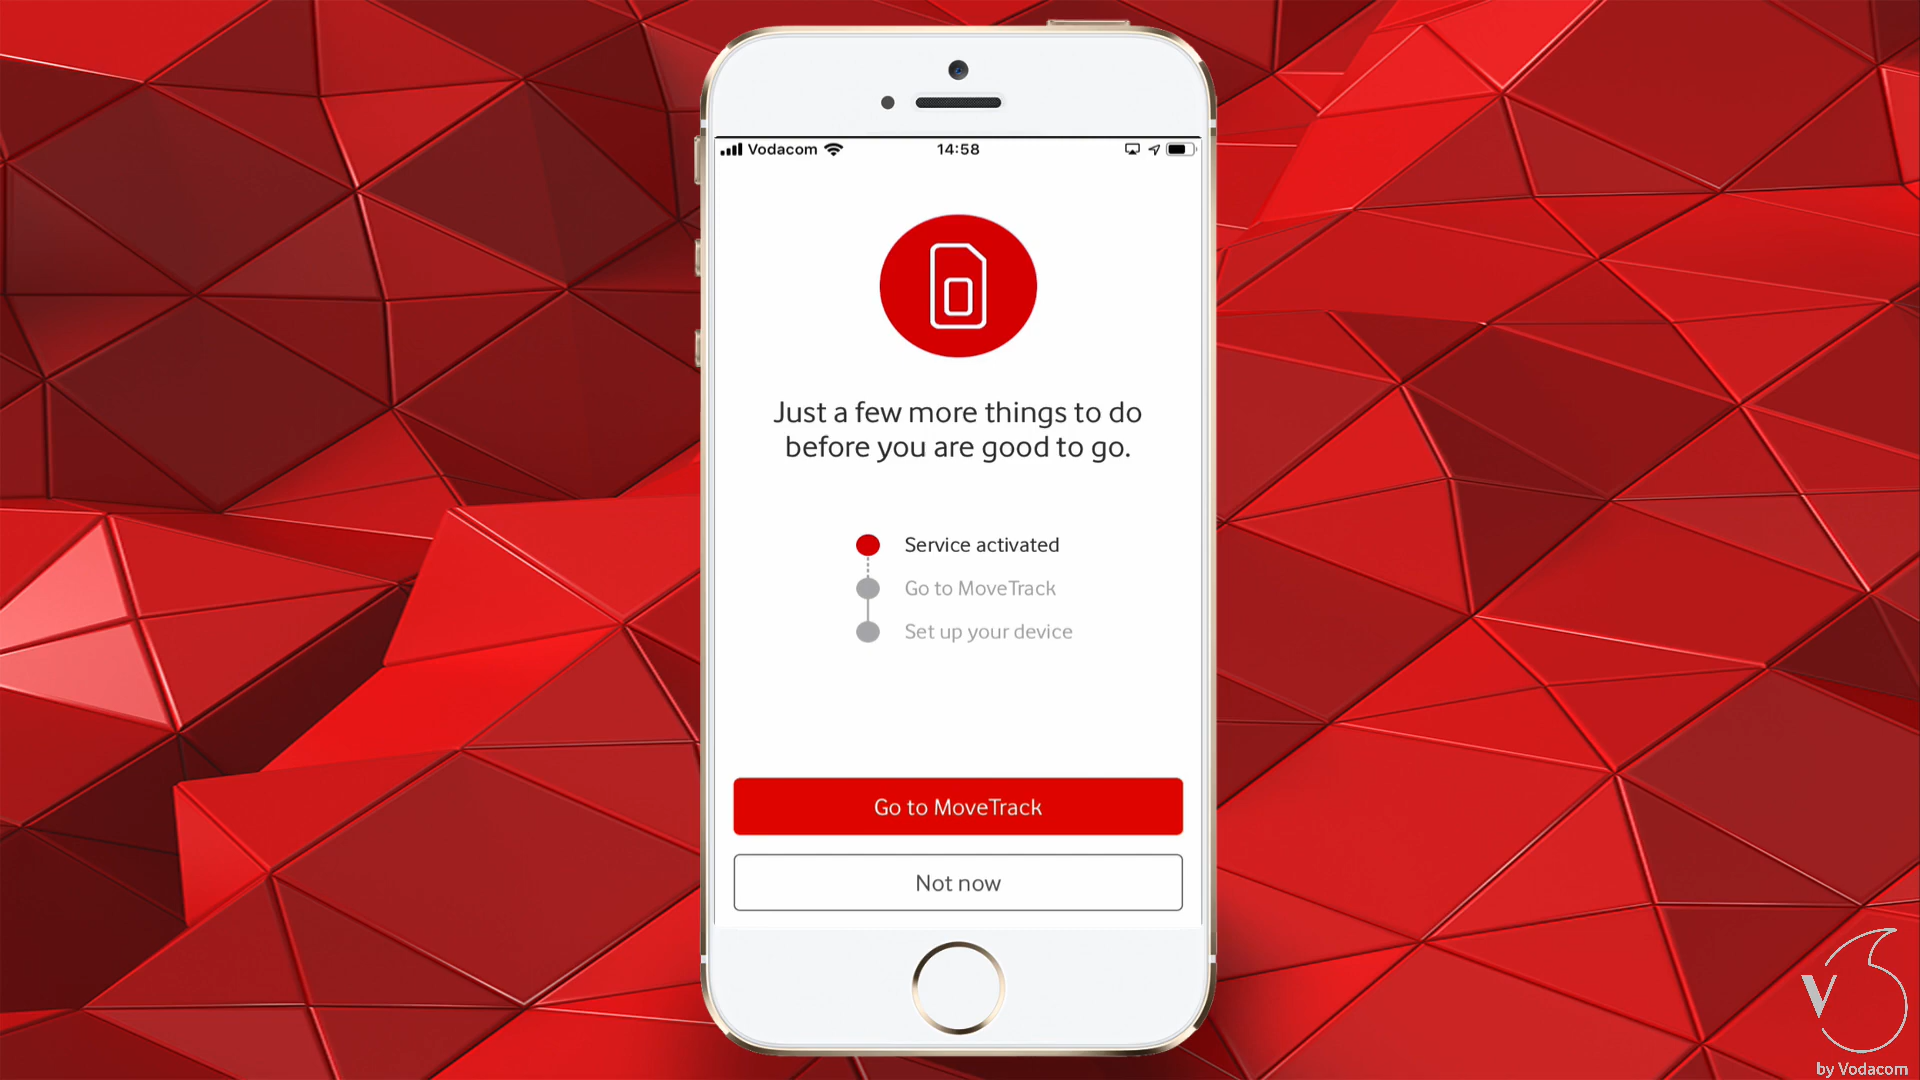 Vodacom
14:58
Just a few more things to do
before you are good to go.
Service activated
Go to MoveTrack
Set up your device
Go to MoveTrack
Not now
V
by Vodacom